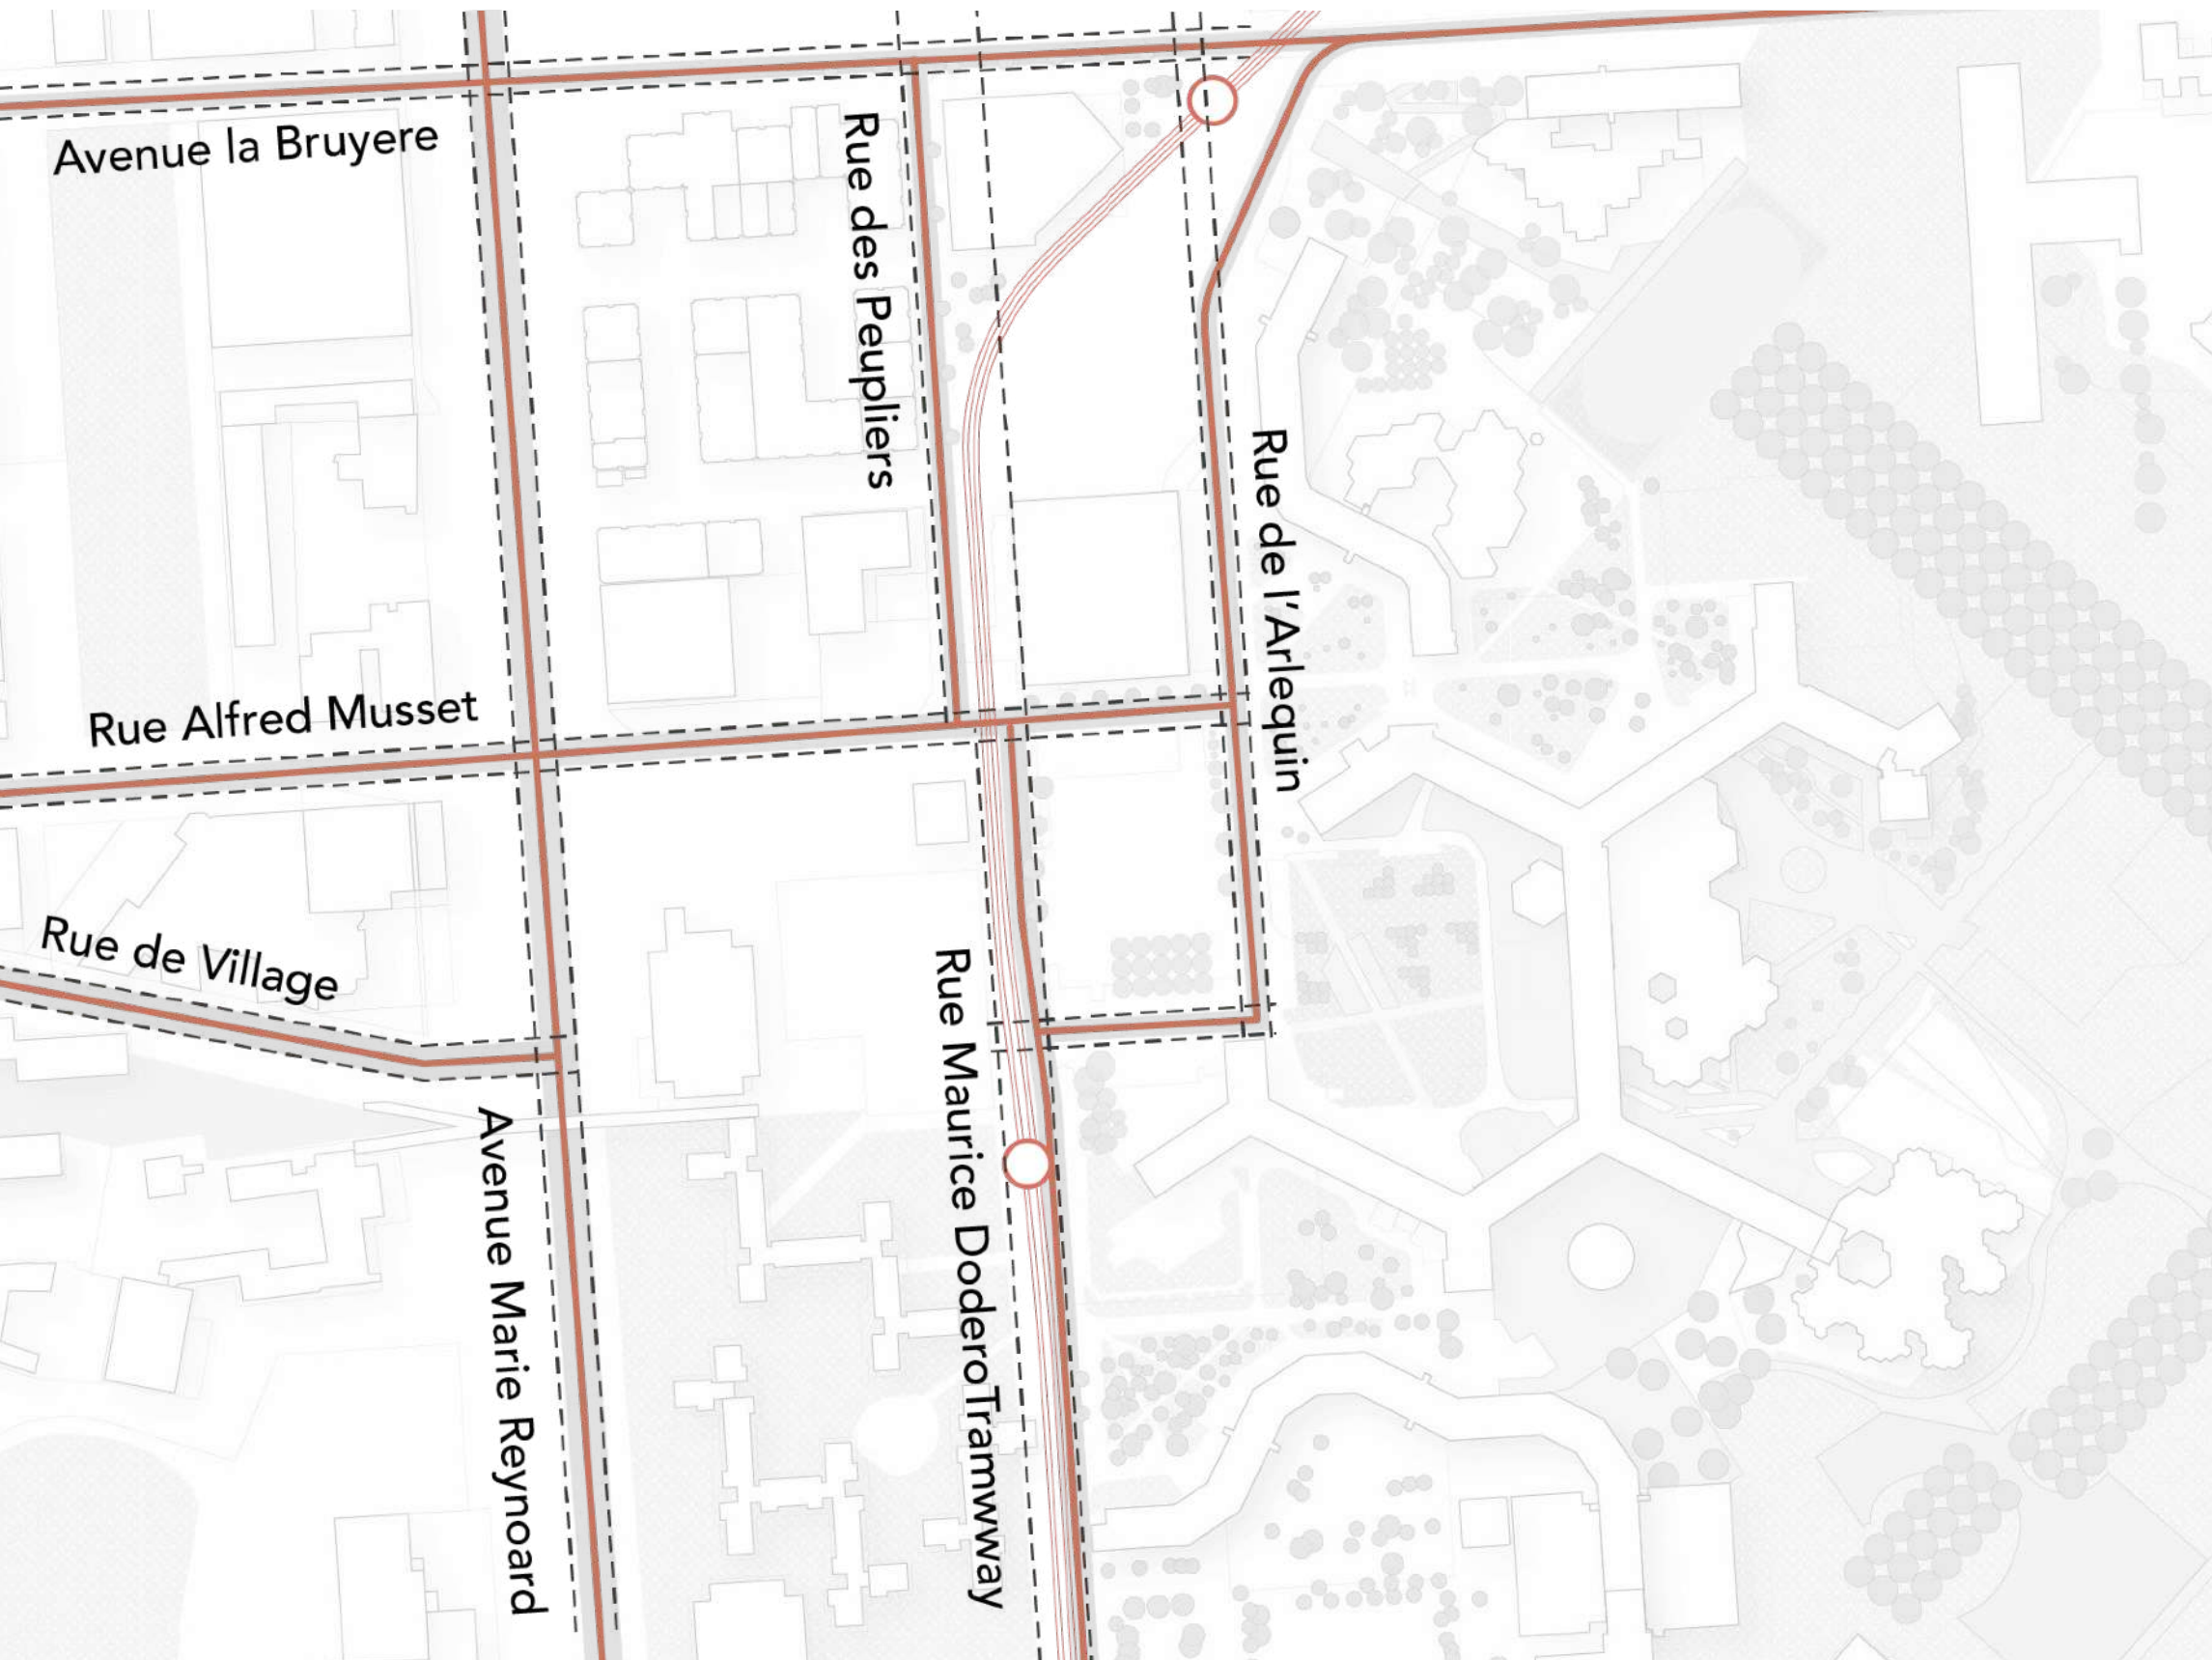 Avenue la Bruyere
Rue des Peupliers
Rue de l'Arlequin
Rue Alfred Musset
Rue de Village
Rue Maurice DoderoTramwway
Avenue Marie Reynoard